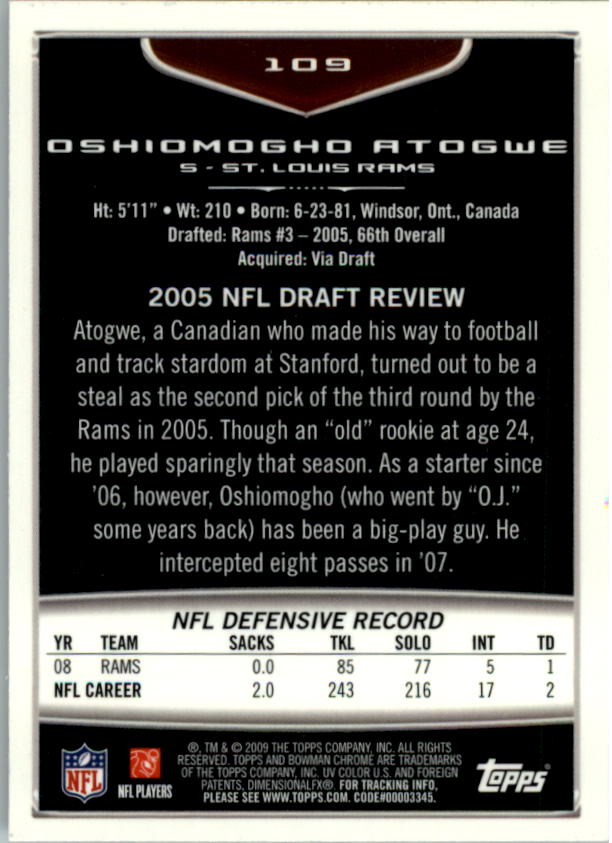 109
OSHIOMOGHO ATOGWE
S - ST. LOUIS RAMS
Ht: 5'11" • Wt: 210 • Born: 6-23-81, Windsor, Ont., Canada
Drafted: Rams #3 – 2005, 66th Overall
Acquired: Via Draft
2005 NFL DRAFT REVIEW
Atogwe, a Canadian who made his way to football
and track stardom at Stanford, turned out to be a
steal as the second pick of the third round by the
Rams in 2005. Though an “old” rookie at age 24,
he played sparingly that season. As a starter since
’06, however, Oshiomogho (who went by “O.J.”
some years back) has been a big-play guy. He
intercepted eight passes in ’07.
NFL DEFENSIVE RECORD
YR TEAM SACKS TKL SOLO INT TD
08 RAMS 0.0 85 77 5 1
NFL CAREER 2.0 243 216 17 2
®, TM & © 2009 THE TOPPS COMPANY, INC. ALL RIGHTS
RESERVED. TOPPS AND BOWMAN CHROME ARE TRADEMARKS
OF THE TOPPS COMPANY, INC. UV COLOR U.S. AND FOREIGN
PATENTS, DIMENSIONALFX®. FOR TRACKING INFO,
PLEASE SEE WWW.TOPPS.COM. CODE#00003345.
NFL
NFL PLAYERS
Topps®